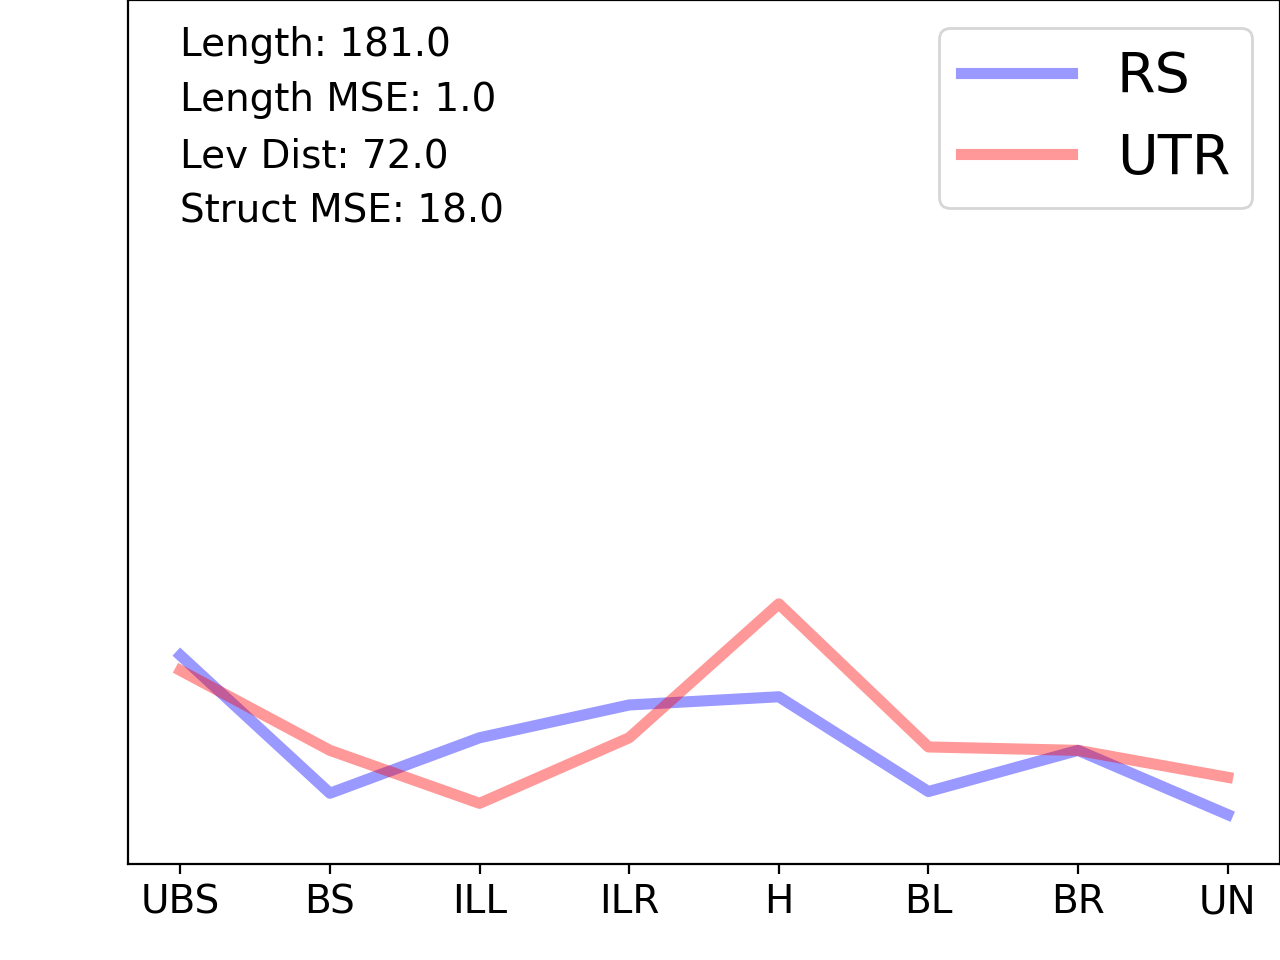 Length: 181.0
Length MSE: 1.0
Lev Dist: 72.0
Struct MSE: 18.0
RS
UTR
UBS BS ILL ILR H BL BR UN